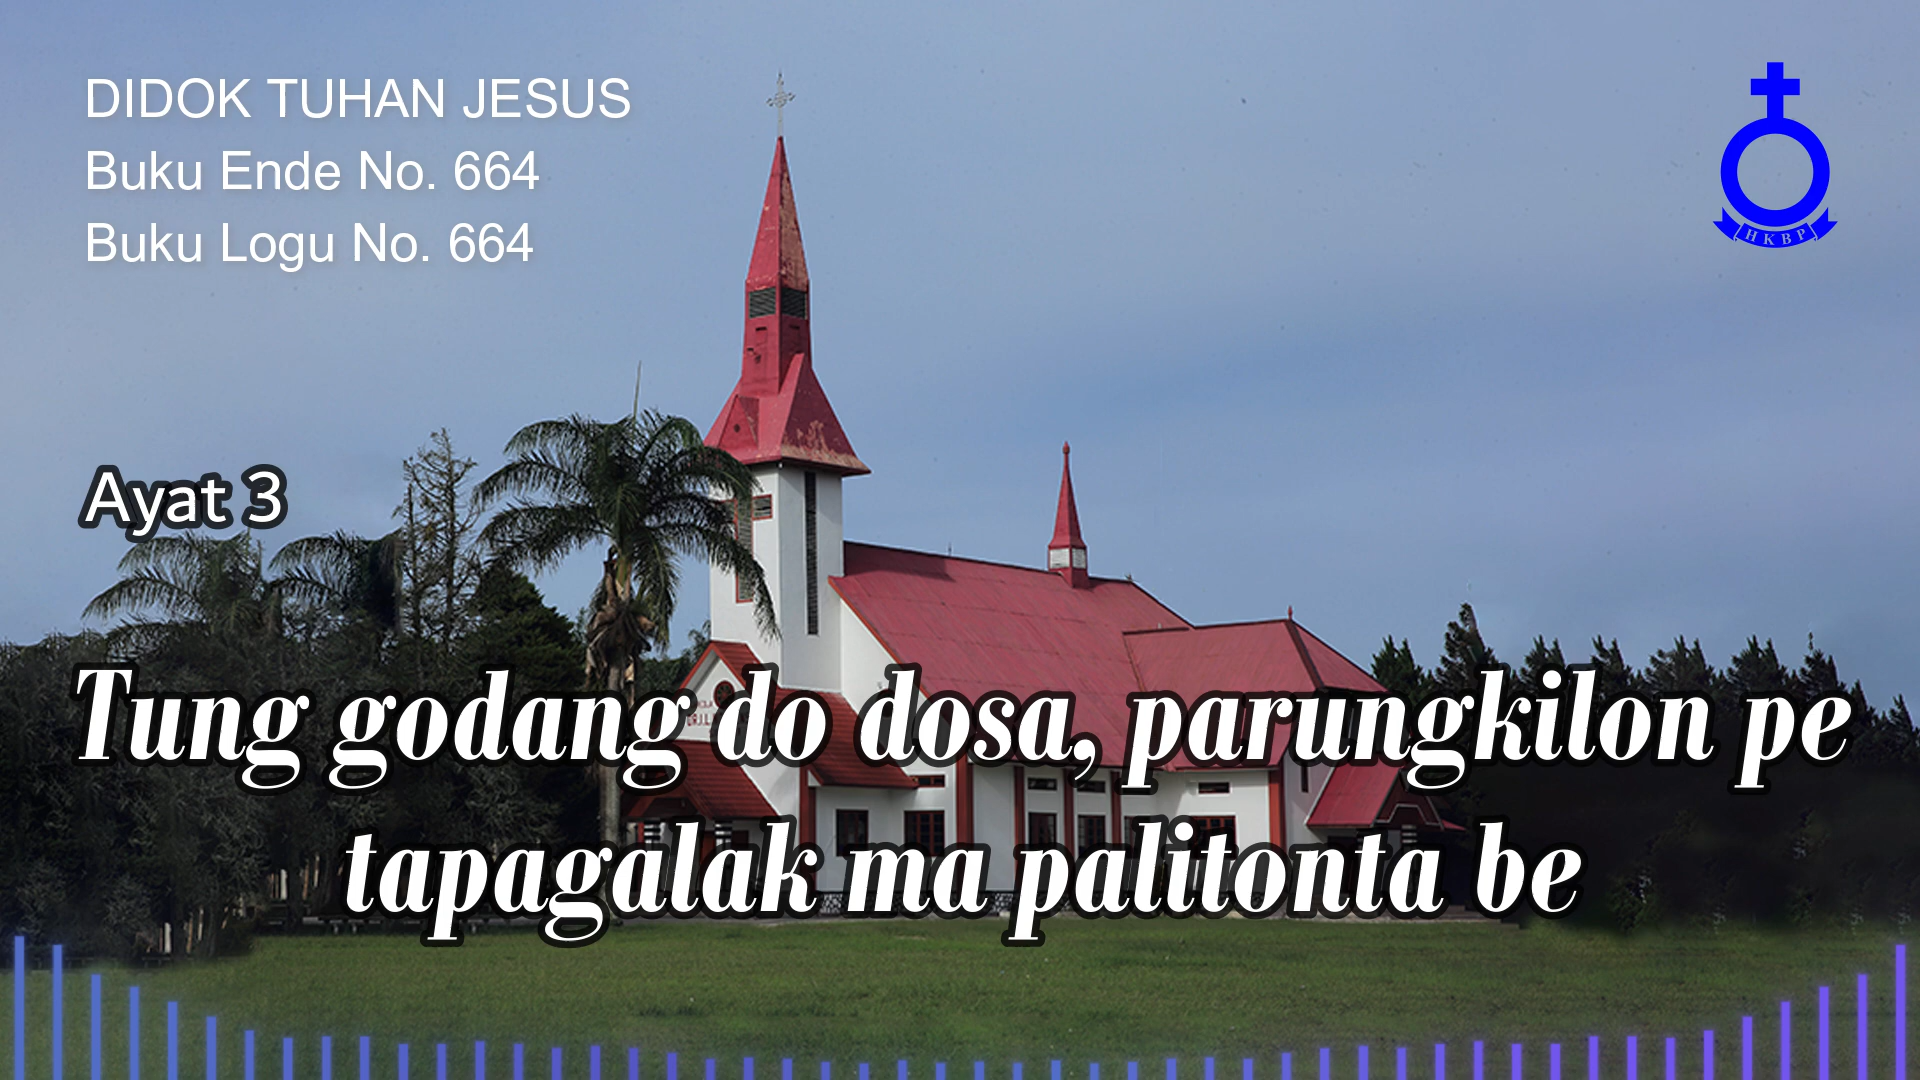 DIDOK TUHAN JESUS
Buku Ende No. 664
Buku Logu No. 664
HKBP
Ayat 3
Tung godang do dosa, parungkilon pe
tapagalak ma palitonta be